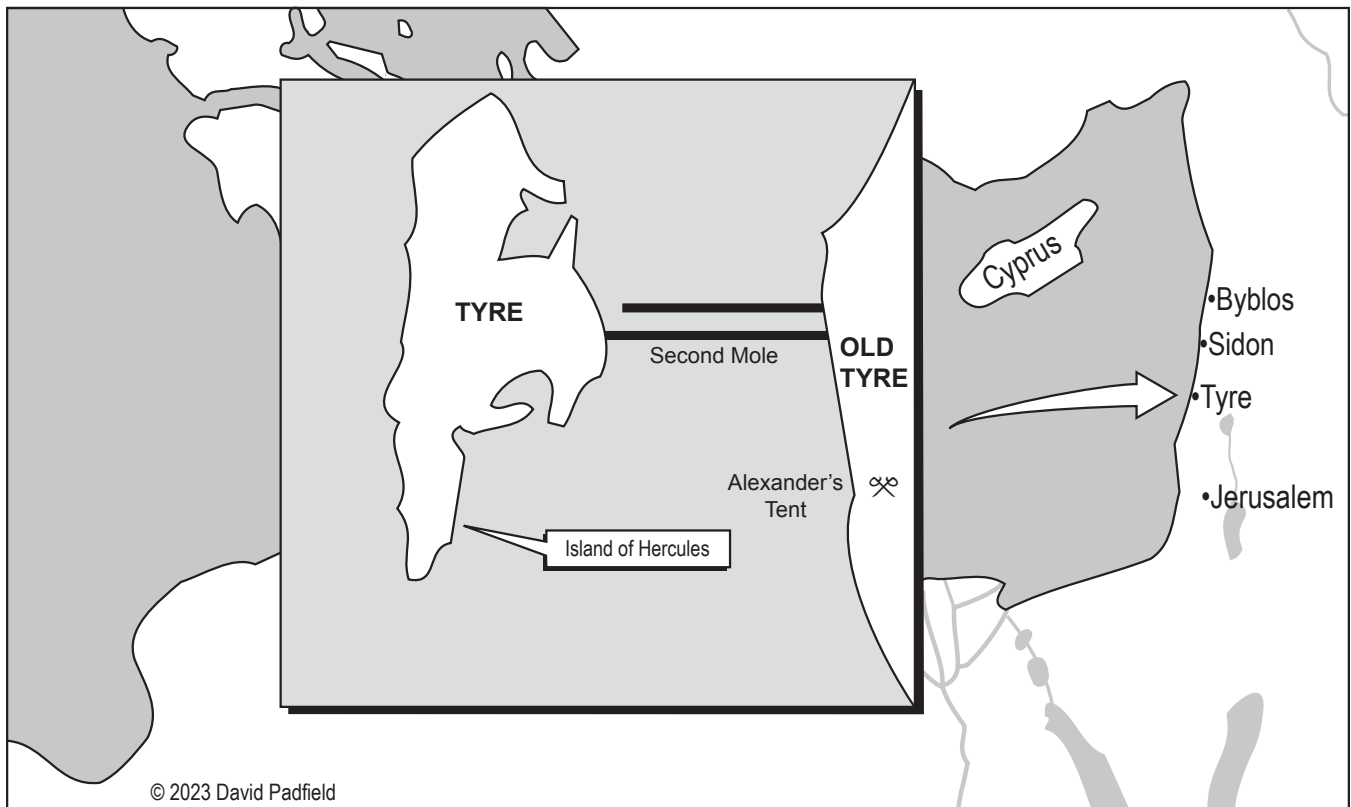 TYRE
Second Mole
OLD
TYRE
Alexander’s
Tent
Island of Hercules
Cyprus
•Byblos
•Sidon
•Tyre
•Jerusalem
© 2023 David Padfield